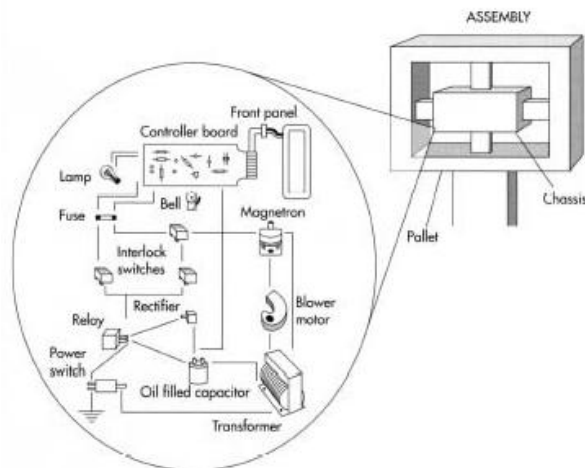 ASSEMBLY
Front panel
Controller board
Lamp
Bell
Chassis
Fuse
Magnetron
Pallet
Interlock
switches
Rectifier
Blower
motor
Relay
Power
switch
Oil filled capacitor
Transformer